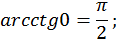 arcctg0 = π/2;